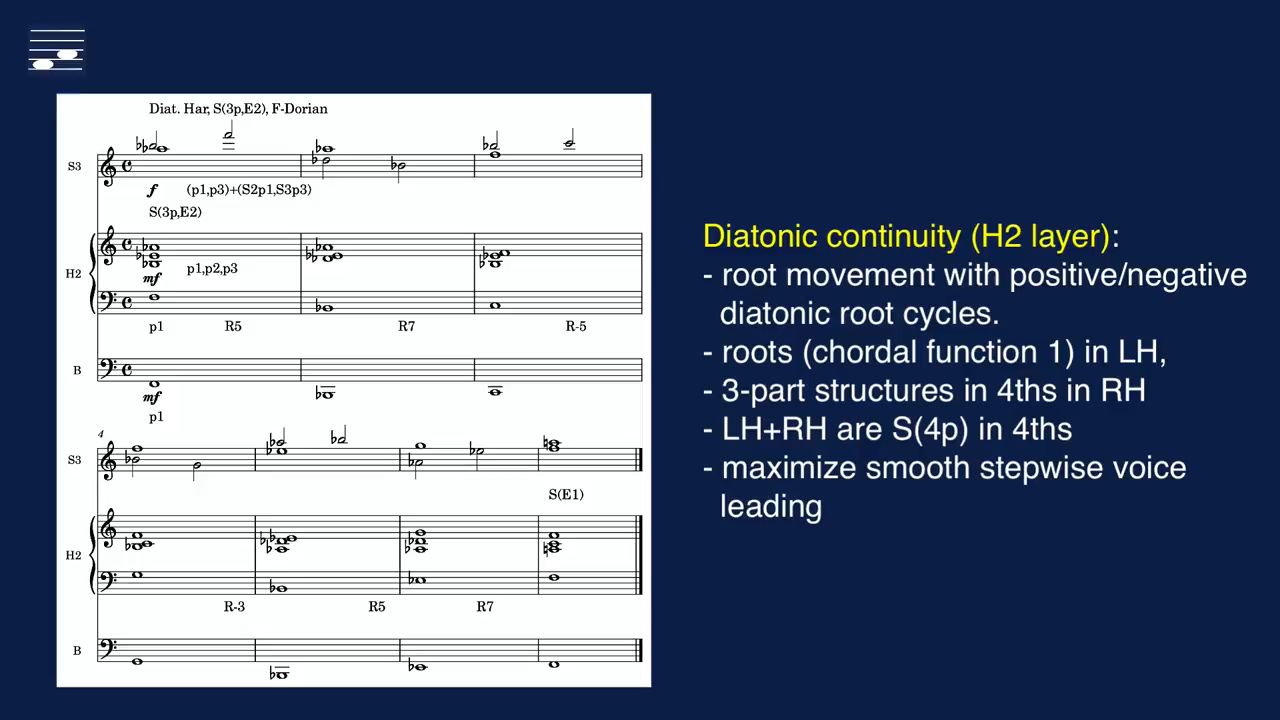 Diat. Har, S(3p,E2), F-Dorian
S3
f (p1,p3)+(S2p1,S3p3)
S(3p,E2)
H2
mf p1,p2,p3
p1 R5 R7 R-5
B
mf
p1
4
S3
S(E1)
H2
R-3 R5 R7
B
Diatonic continuity (H2 layer):
- root movement with positive/negative
diatonic root cycles.
- roots (chordal function 1) in LH,
- 3-part structures in 4ths in RH
- LH+RH are S(4p) in 4ths
- maximize smooth stepwise voice
leading